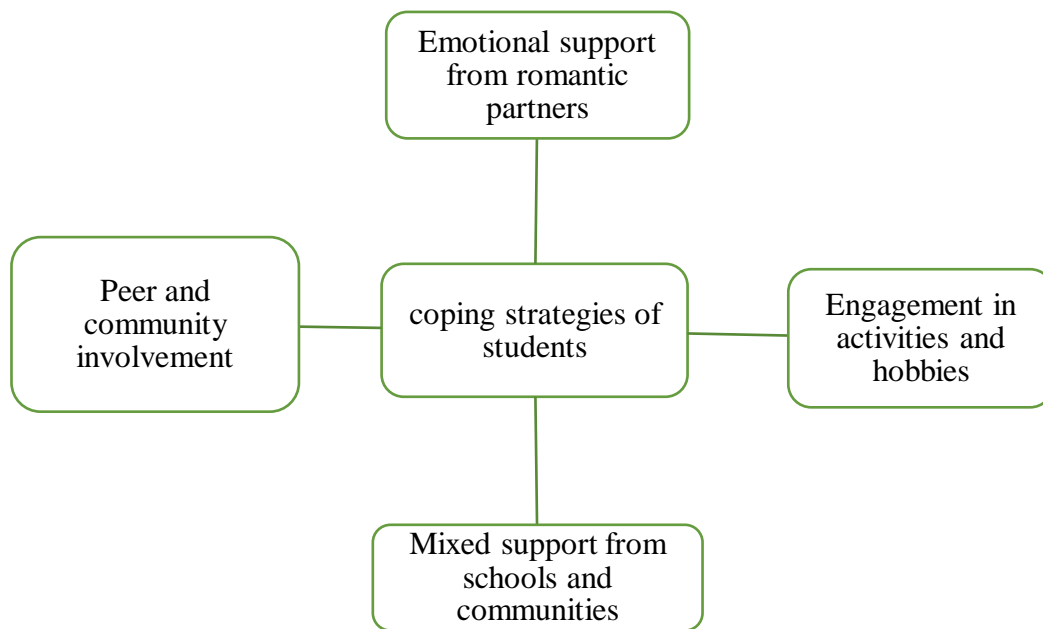 Emotional support
from romantic
partners
Peer and
community
involvement
coping strategies of
students
Engagement in
activities and
hobbies
Mixed support from
schools and
communities